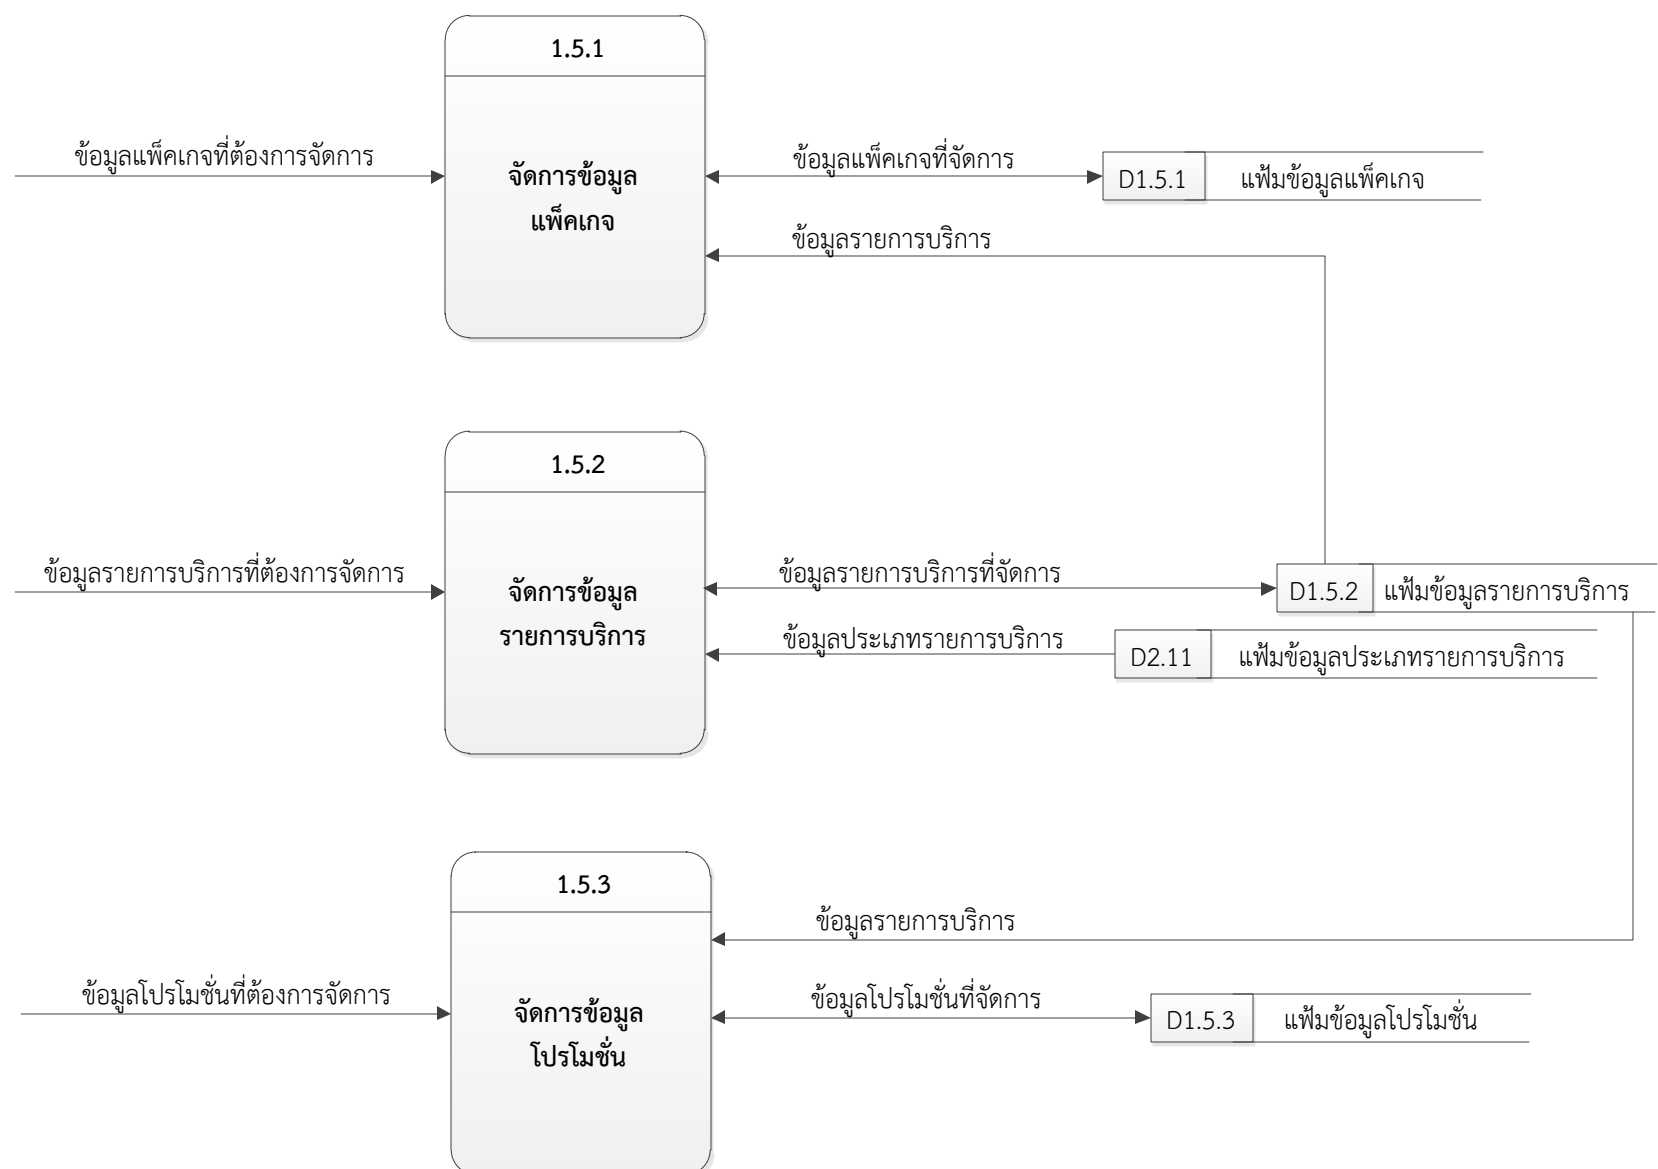 1.5.1
ข้อมูลแพ็คเกจที่ต้องการจัดการ
จัดการข้อมูล
แพ็คเกจ
ข้อมูลแพ็คเกจที่จัดการ
D1.5.1 แฟ้มข้อมูลแพ็คเกจ
ข้อมูลรายการบริการ
1.5.2
ข้อมูลรายการบริการที่ต้องการจัดการ
จัดการข้อมูล
รายการบริการ
ข้อมูลรายการบริการที่จัดการ
D1.5.2 แฟ้มข้อมูลรายการบริการ
ข้อมูลประเภทรายการบริการ
D2.11 แฟ้มข้อมูลประเภทรายการบริการ
1.5.3
ข้อมูลรายการบริการ
ข้อมูลโปรโมชั่นที่ต้องการจัดการ
จัดการข้อมูล
โปรโมชั่น
ข้อมูลโปรโมชั่นที่จัดการ
D1.5.3 แฟ้มข้อมูลโปรโมชั่น